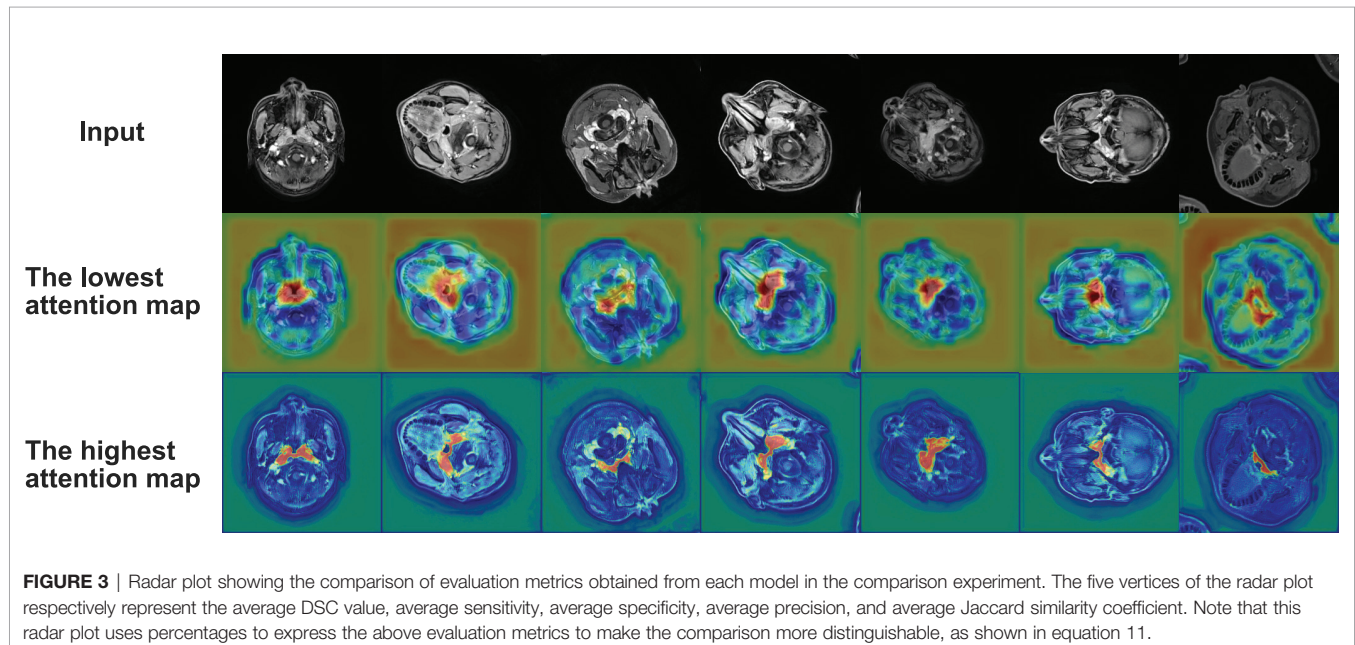 Input
The lowest
attention map
The highest
attention map
FIGURE 3 | Radar plot showing the comparison of evaluation metrics obtained from each model in the comparison experiment. The five vertices of the radar plot
respectively represent the average DSC value, average sensitivity, average specificity, average precision, and average Jaccard similarity coefficient. Note that this
radar plot uses percentages to express the above evaluation metrics to make the comparison more distinguishable, as shown in equation 11.